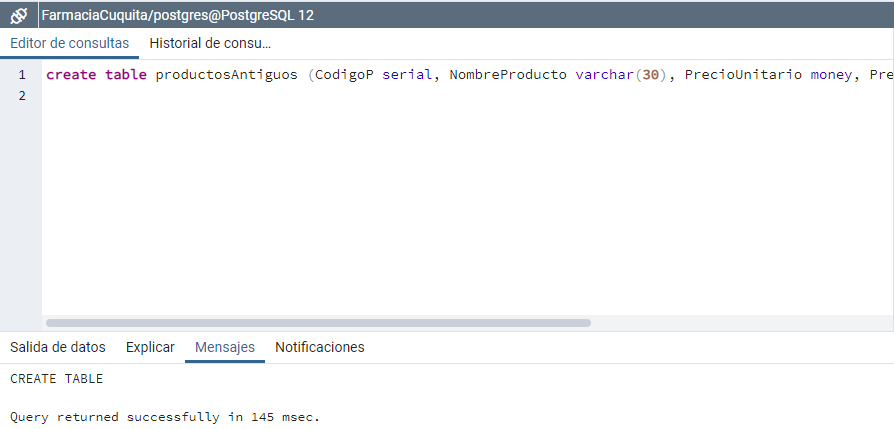 FarmaciaCuquita/postgres@PostgreSQL 12
Editor de consultas Historial de consu...
1 create table productosAntiguos (CodigoP serial, NombreProducto varchar(30), PrecioUnitario money, Pre
2
Salida de datos Explicar Mensajes Notificaciones
CREATE TABLE
Query returned successfully in 145 msec.